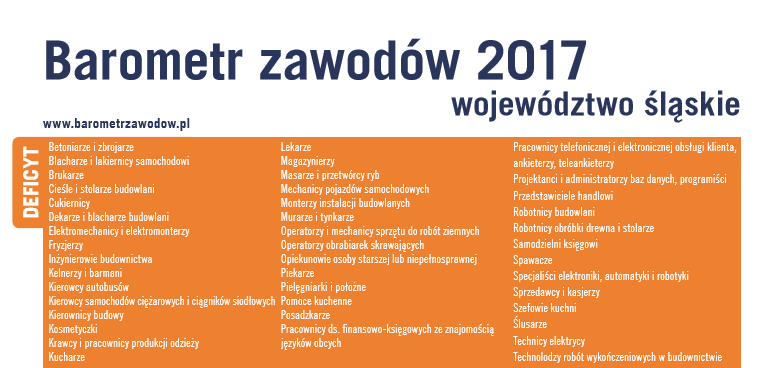 Barometr zawodów 2017
województwo śląskie
www.barometrzawodow.pl
DEFICYT
Betoniarze i zbrojarze
Blacharze i lakiernicy samochodowi
Brukarze
Cieśle i stolarze budowlani
Cukiernicy
Dekarze i blacharze budowlani
Elektromechanicy i elektromonterzy
Fryzjerzy
Inżynierowie budownictwa
Kelnerzy i barmani
Kierowcy autobusów
Kierowcy samochodów ciężarowych i ciągników siodłowych
Kierownicy budowy
Kosmetyczki
Krawcy i pracownicy produkcji odzieży
Kucharze
Lekarze
Magazynierzy
Masarze i przetwórcy ryb
Mechanicy pojazdów samochodowych
Monterzy instalacji budowlanych
Murarze i tynkarze
Operatorzy i mechanicy sprzętu do robót ziemnych
Operatorzy obrabiarek skrawających
Opiekunowie osoby starszej lub niepełnosprawnej
Piekarze
Pielęgniarki i położne
Pomoce kuchenne
Posadzkarze
Pracownicy ds. finansowo-księgowych ze znajomością
języków obcych
Pracownicy telefonicznej i elektronicznej obsługi klienta,
ankieterzy, teleankieterzy
Projektanci i administratorzy baz danych, programiści
Przedstawiciele handlowi
Robotnicy budowlani
Robotnicy obróbki drewna i stolarze
Samodzielni księgowi
Spawacze
Specjaliści elektroniki, automatyki i robotyki
Sprzedawcy i kasjerzy
Szefowie kuchni
Ślusarze
Technicy elektrycy
Technolodzy robót wykończeniowych w budownictwie